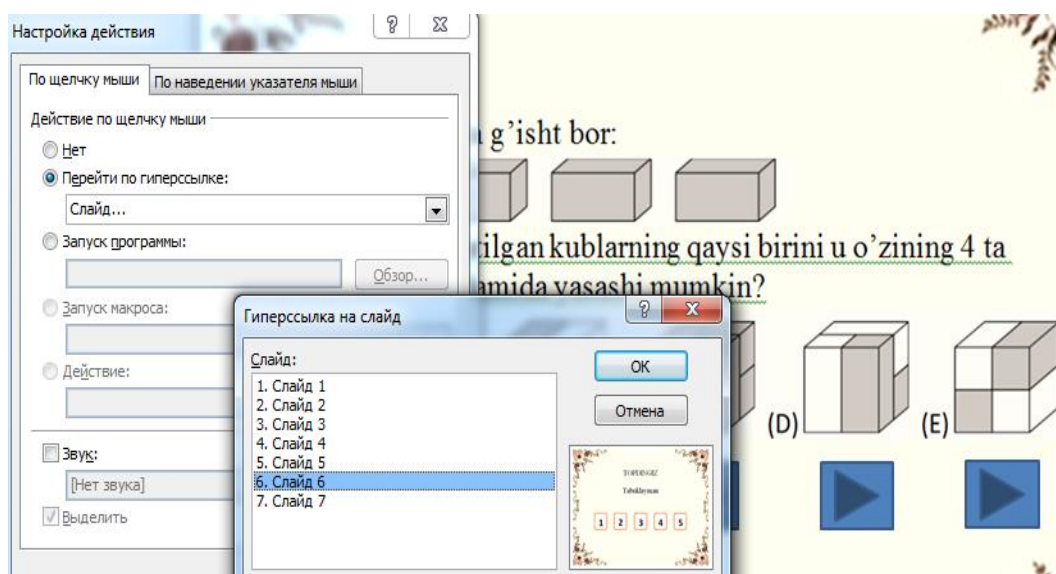 Настройка действия
По щелчку мыши
По наведении указателя мыши
Действие по щелчку мыши
Нет
Перейти по гиперссылке:
Слайд...
Запуск программы:
Обзор...
Запуск макроса:
Действие:
Звук:
[Нет звука]
Выделить
Гиперссылка на слайд
Слайд:
1. Слайд 1
2. Слайд 2
3. Слайд 3
4. Слайд 4
5. Слайд 5
6. Слайд 6
7. Слайд 7
OK
Отмена
TOPDINGIZ
Tabriklayman
1 2 3 4 5
g’isht bor:
kublarning qaysi birini u o’zining 4 ta
yasashi mumkin?
(D)
(E)